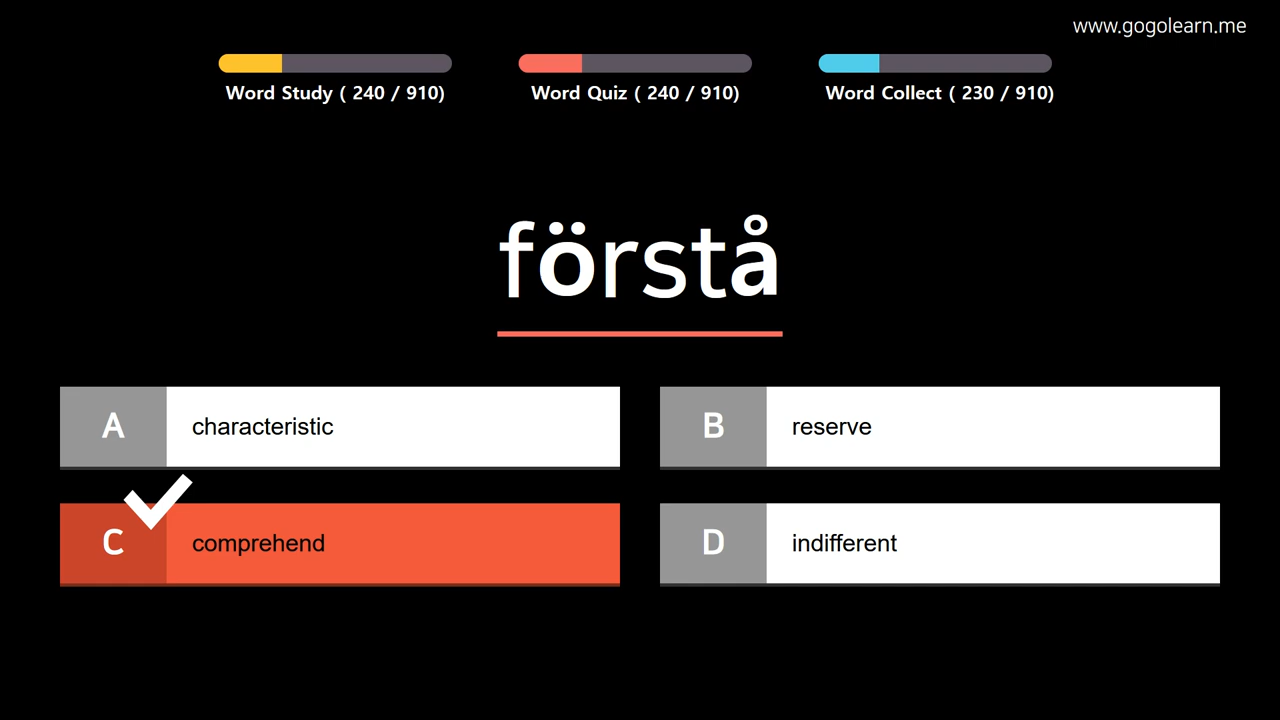 www.gogolearn.me
Word Study ( 240 / 910)
Word Quiz ( 240 / 910)
Word Collect ( 230 / 910)
förstå
A characteristic
B reserve
C comprehend
D indifferent